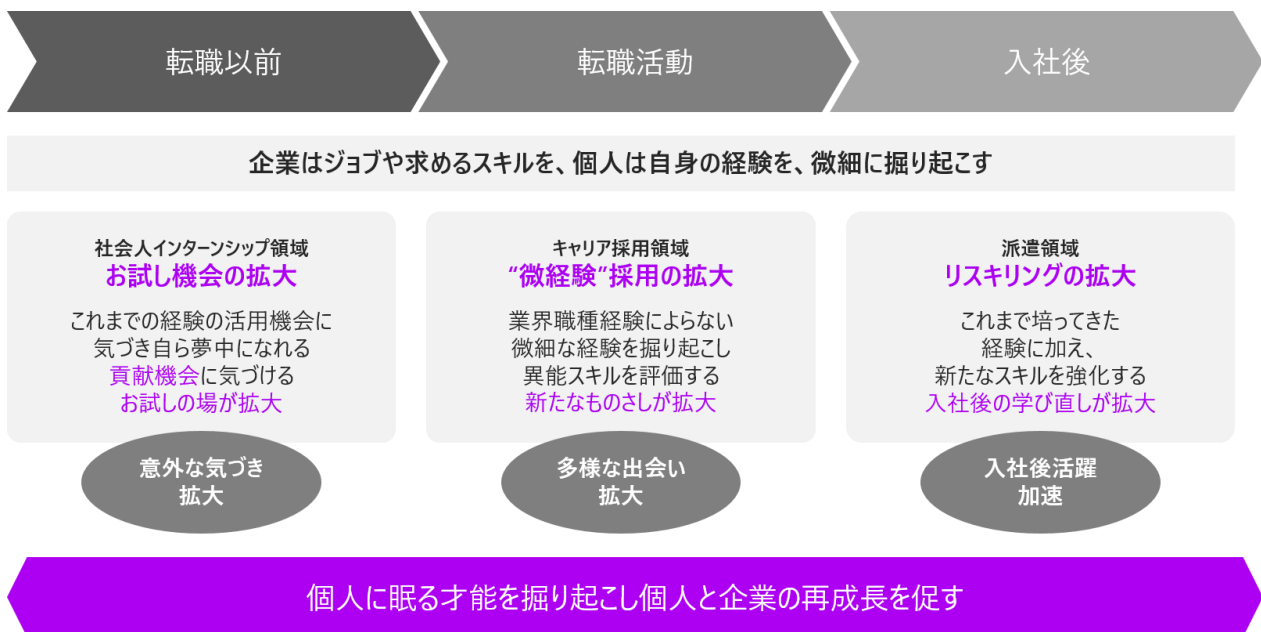 転職以前
転職活動
入社後
企業はジョブや求めるスキルを、個人は自身の経験を、微細に掘り起こす
社会人インターンシップ領域
お試し機会の拡大
これまでの経験の活用機会に
気づき自ら夢中になれる
貢献機会に気づける
お試しの場が拡大
意外な気づき
拡大
キャリア採用領域
“微経験”採用の拡大
業界職種経験によらない
微細な経験を掘り起こし
異能スキルを評価する
新たなものさしが拡大
多様な出会い
拡大
派遣領域
リスキリングの拡大
これまで培ってきた
経験に加え、
新たなスキルを強化する
入社後の学び直しが拡大
入社後活躍
加速
個人に眠る才能を掘り起こし個人と企業の再成長を促す